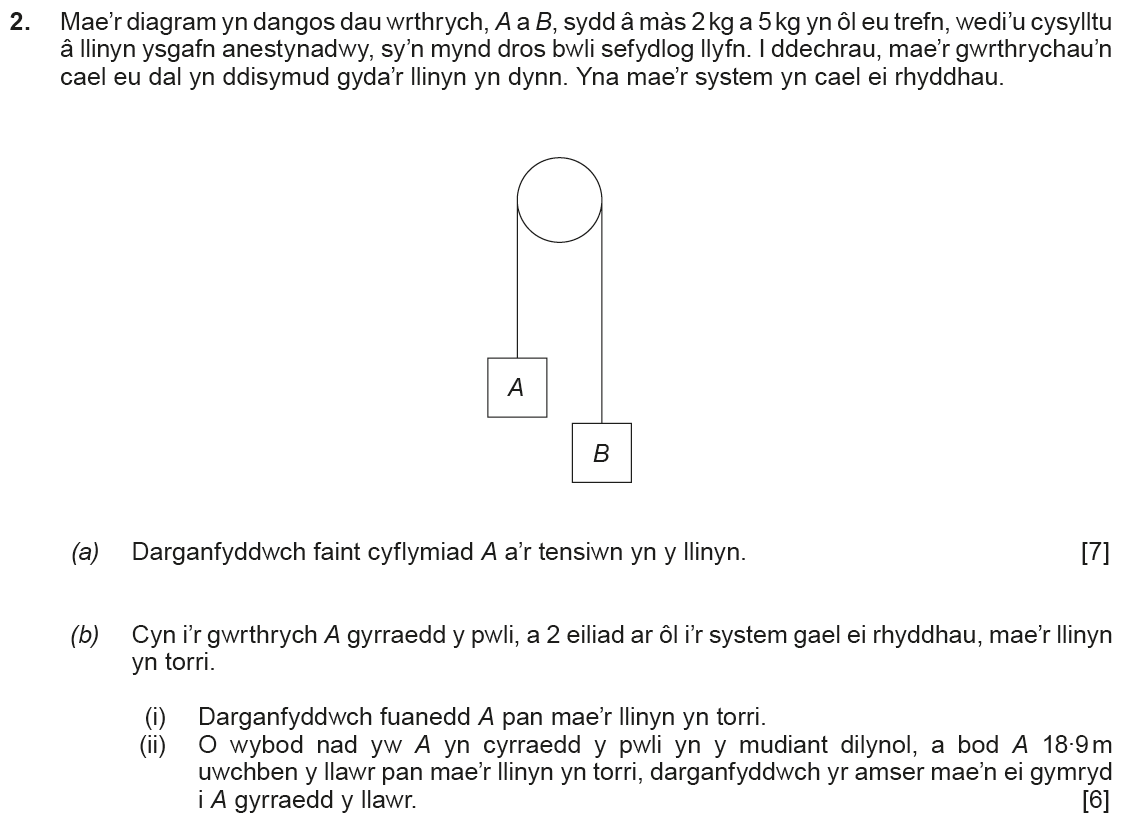 2. Mae'r diagram yn dangos dau wrthrych, A a B, sydd â màs 2 kg a 5 kg yn ôl eu trefn, wedi'u cysylltu
â llinyn ysgafn anestynadwy, sy'n mynd dros bwli sefydlog llyfn. I ddechrau, mae'r gwrthrychau'n
cael eu dal yn ddisymud gyda'r llinyn yn dynn. Yna mae'r system yn cael ei rhyddhau.
A
B
(a) Darganfyddwch faint cyflymiad A a'r tensiwn yn y llinyn. [7]
(b) Cyn i'r gwrthrych A gyrraedd y pwli, a 2 eiliad ar ôl i'r system gael ei rhyddhau, mae'r llinyn
yn torri.
(i) Darganfyddwch fuanedd A pan mae'r llinyn yn torri.
(ii) O wybod nad yw A yn cyrraedd y pwli yn y mudiant dilynol, a bod A 18·9 m
uwchben y llawr pan mae'r llinyn yn torri, darganfyddwch yr amser mae'n ei gymryd
i A gyrraedd y llawr. [6]